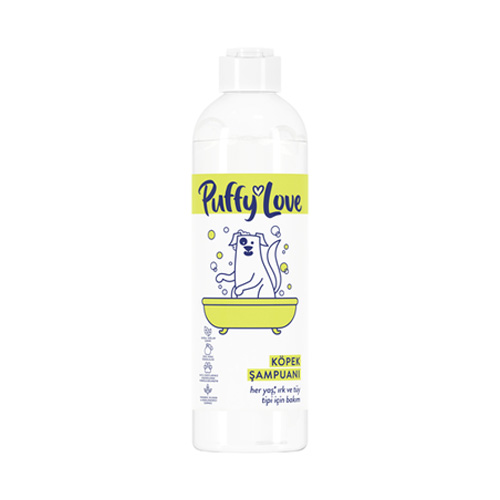 Puffy Love
KÖPEK
ŞAMPUANI
her yaş, ırk ve tüy
tipi için bakım